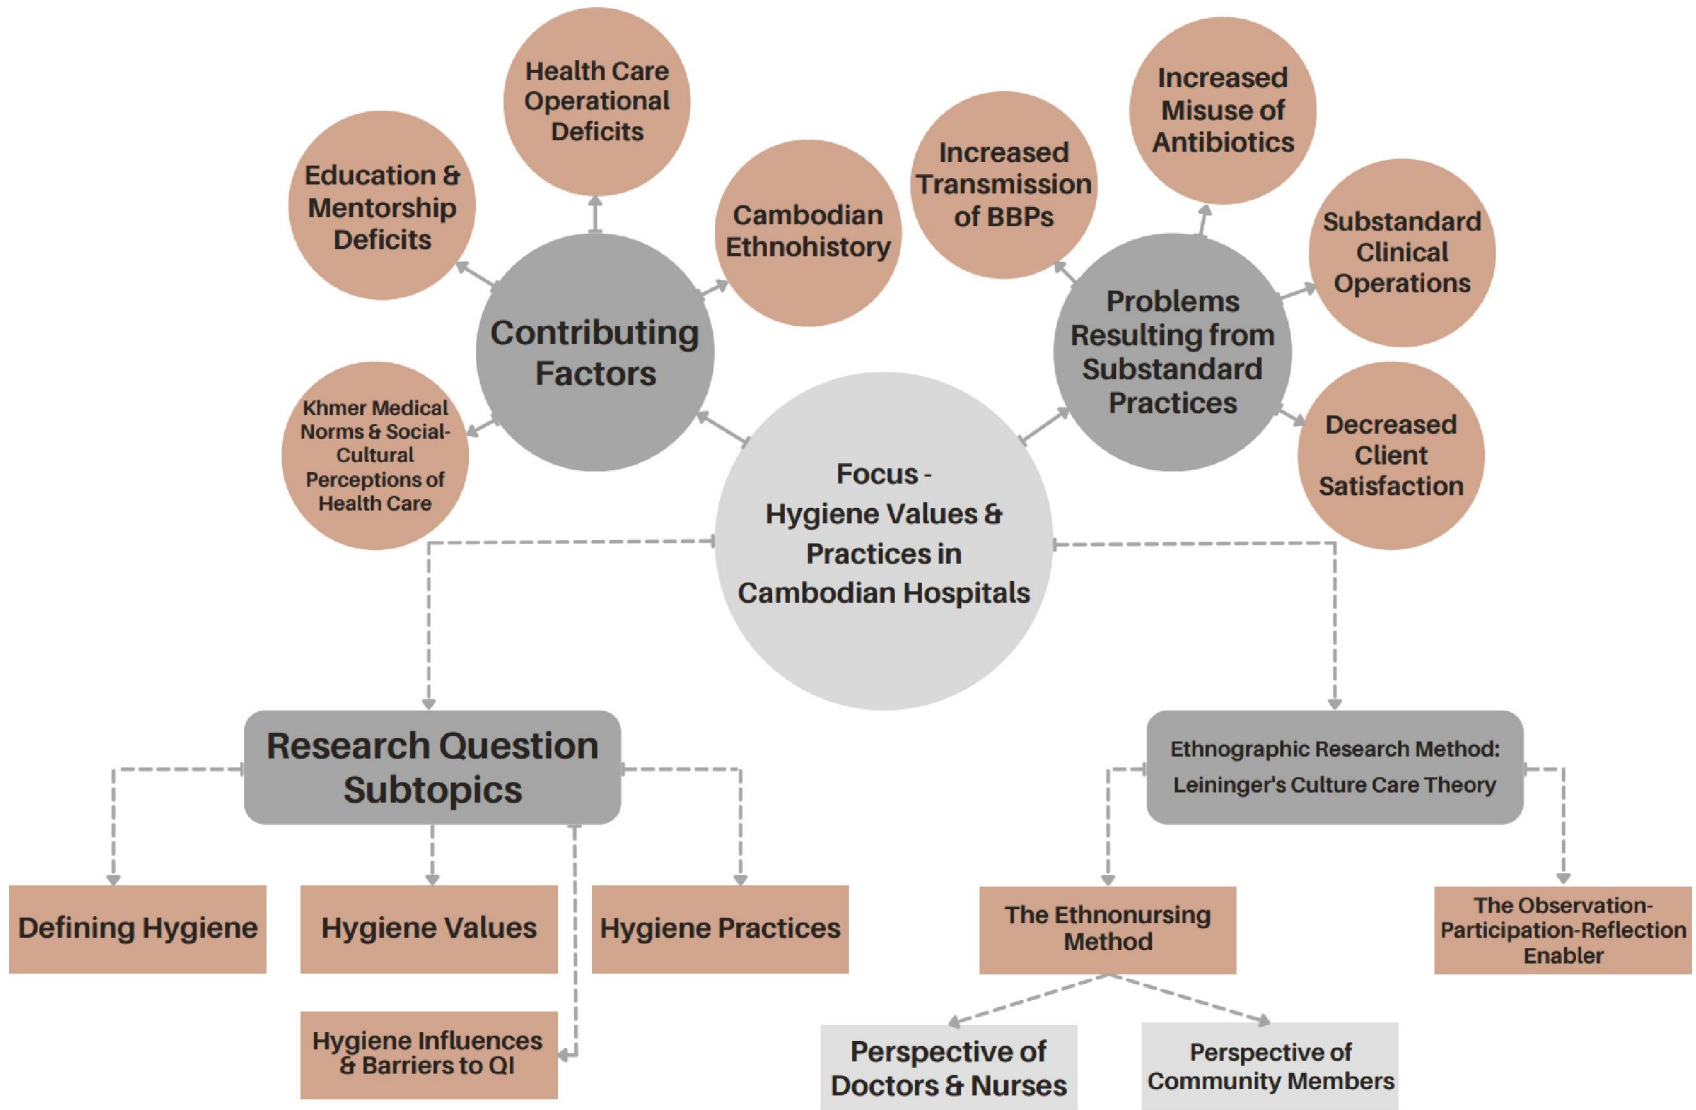 Health Care
Operational
Deficits
Education &
Mentorship
Deficits
Cambodian
Ethnohistory
Khmer Medical
Norms & Social-
Cultural
Perceptions of
Health Care
Contributing
Factors
Increased
Transmission
of BBPs
Increased
Misuse of
Antibiotics
Substandard
Clinical
Operations
Decreased
Client
Satisfaction
Problems
Resulting from
Substandard
Practices
Focus -
Hygiene Values &
Practices in
Cambodian Hospitals
Research Question
Subtopics
Defining Hygiene
Hygiene Values
Hygiene Practices
Hygiene Influences
& Barriers to QI
Ethnographic Research Method:
Leininger's Culture Care Theory
The Ethnonursing
Method
The Observation-
Participation-Reflection
Enabler
Perspective of
Doctors & Nurses
Perspective of
Community Members